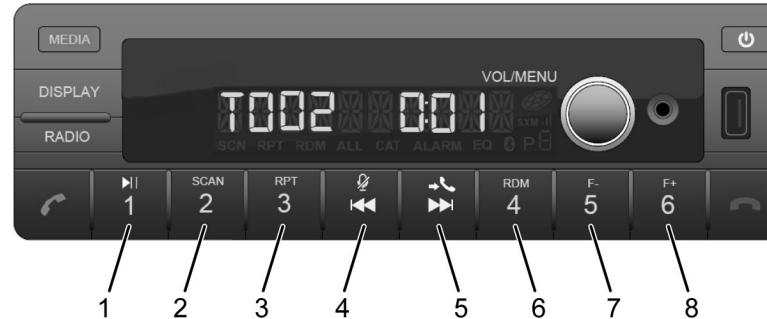 MEDIA
VOL/MENU
DISPLAY
T002 0:01
SXM
RADIO
SCN RPT RDM ALL CAT ALARM EQ P.8
SCAN RPT RDM F- F+
1 2 3 4 5 6
1 2 3 4 5 6 7 8